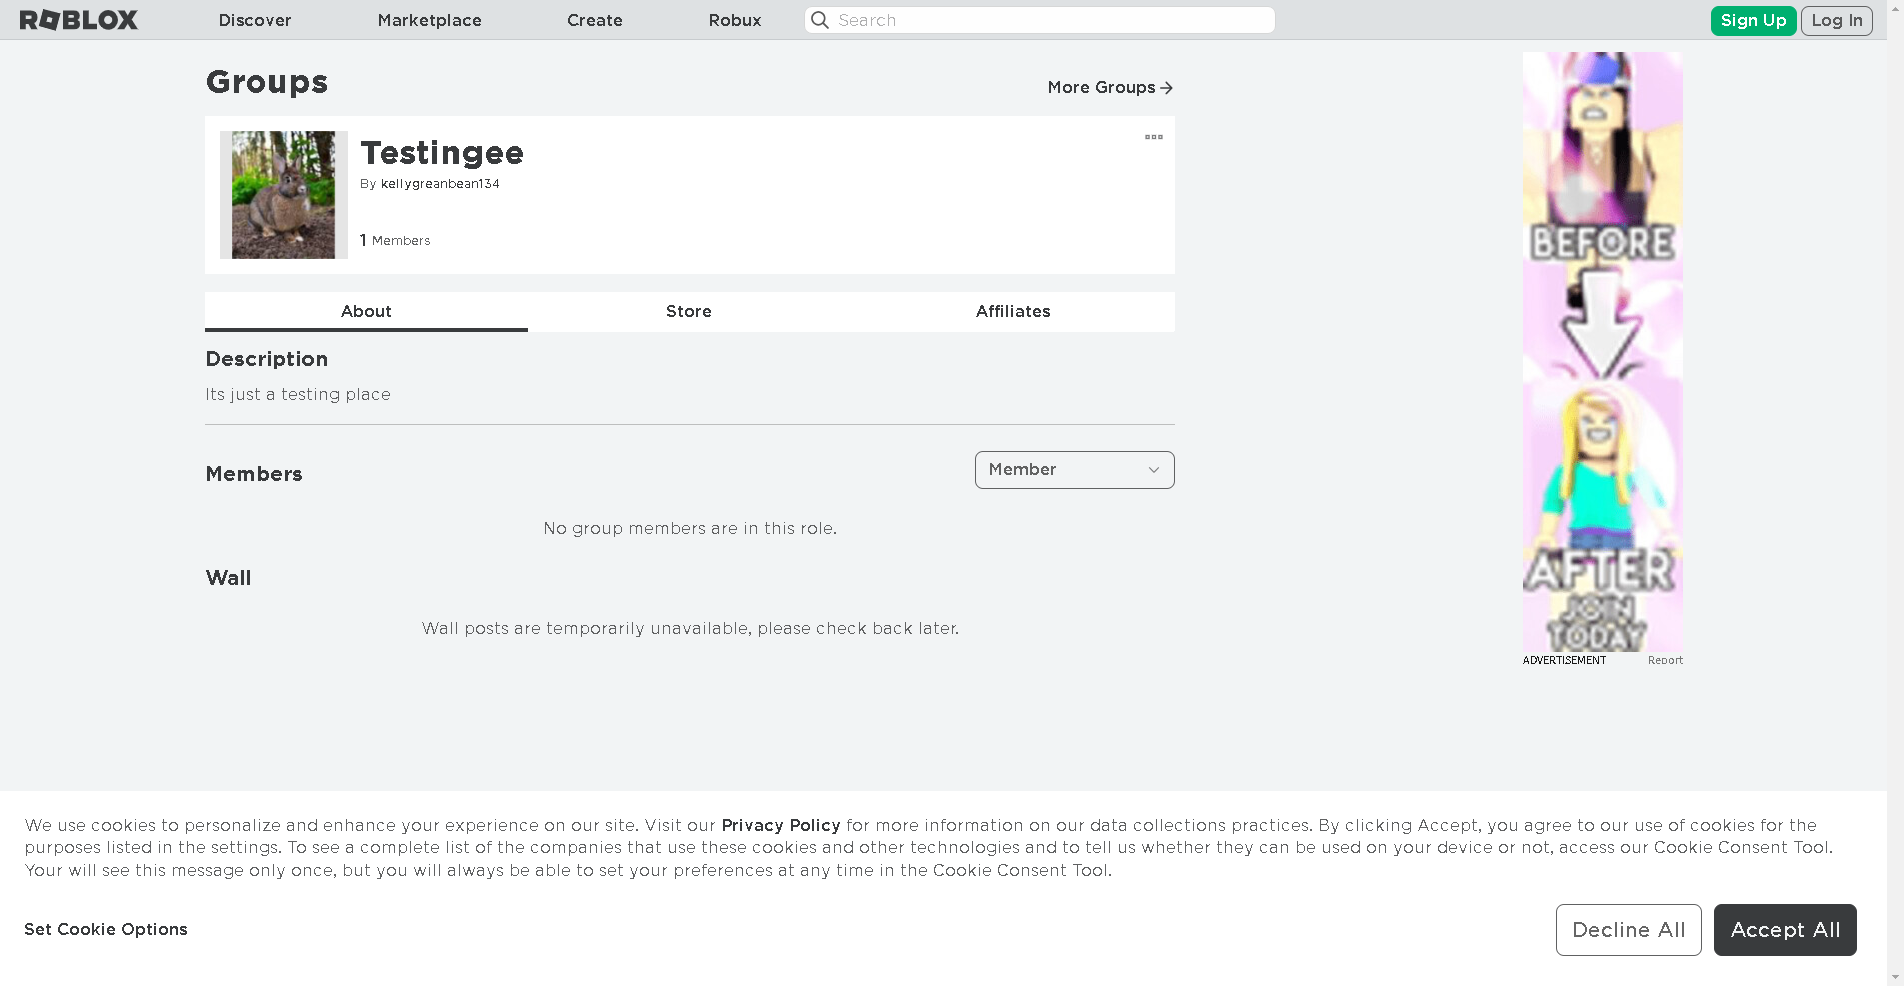 ROBLOX Discover Marketplace Create Robux Search Sign Up Log In
Groups
More Groups
Testingee
By kellygreanbean134
1 Members
About Store Affiliates
Description
Its just a testing place
Members
Member
No group members are in this role.
Wall
Wall posts are temporarily unavailable, please check back later.
BEFORE
AFTER
JOIN
TODAY
ADVERTISEMENT Report
We use cookies to personalize and enhance your experience on our site. Visit our Privacy Policy for more information on our data collections practices. By clicking Accept, you agree to our use of cookies for the
purposes listed in the settings. To see a complete list of the companies that use these cookies and other technologies and to tell us whether they can be used on your device or not, access our Cookie Consent Tool.
Your will see this message only once, but you will always be able to set your preferences at any time in the Cookie Consent Tool.
Set Cookie Options
Decline All Accept All